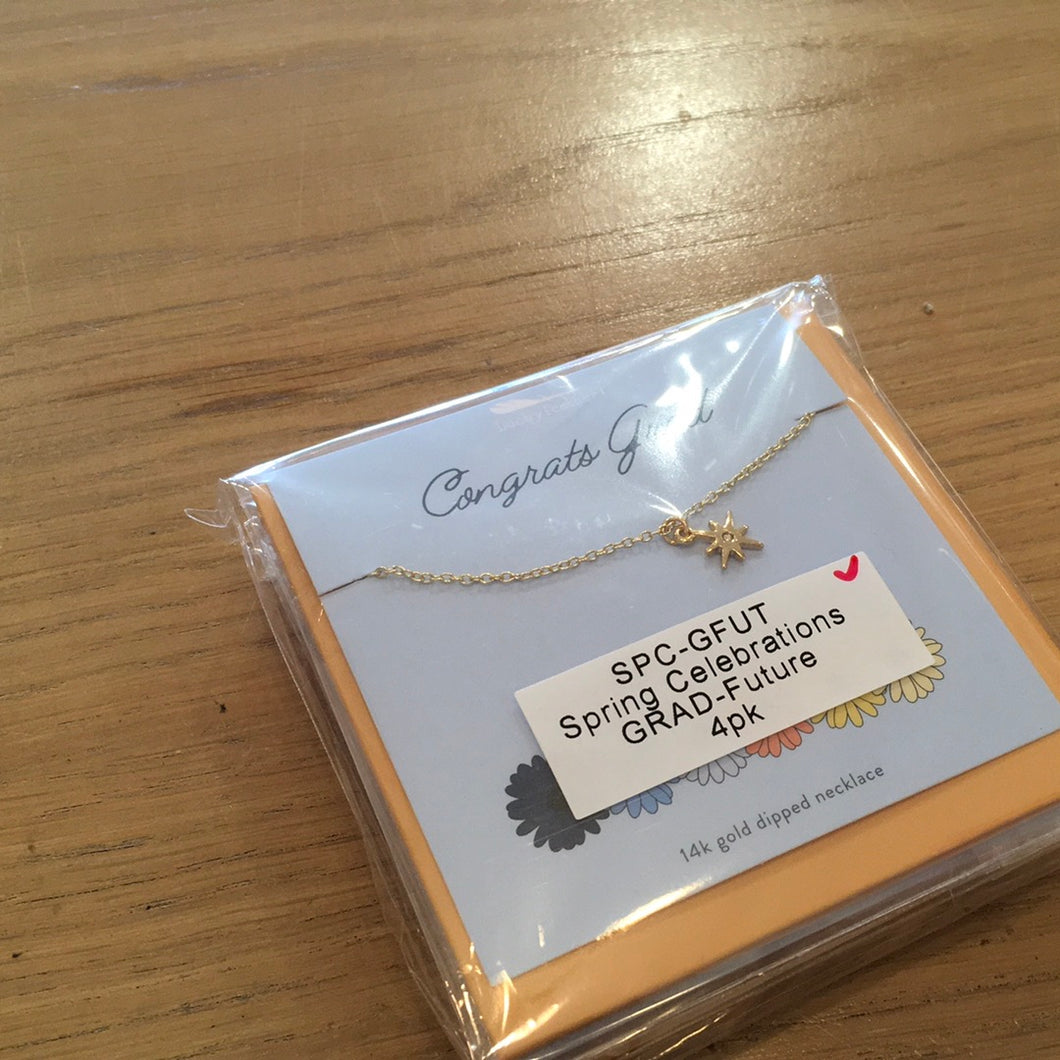 Congrats Grad
SPC-GFUT
Spring Celebrations
GRAD-Future
4pk
14k gold dipped necklace